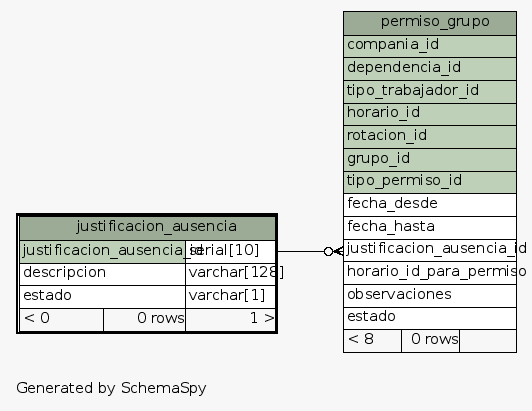 permiso_grupo
compania_id
dependencia_id
tipo_trabajador_id
horario_id
rotacion_id
grupo_id
tipo_permiso_id
fecha_desde
fecha_hasta
justificacion_ausencia_id
horario_id_para_permiso
observaciones
estado
< 8 0 rows
justificacion_ausencia
justificacion_ausencia_id serial[10]
descripcion varchar[128]
estado varchar[1]
< 0 0 rows 1 >
Generated by SchemaSpy